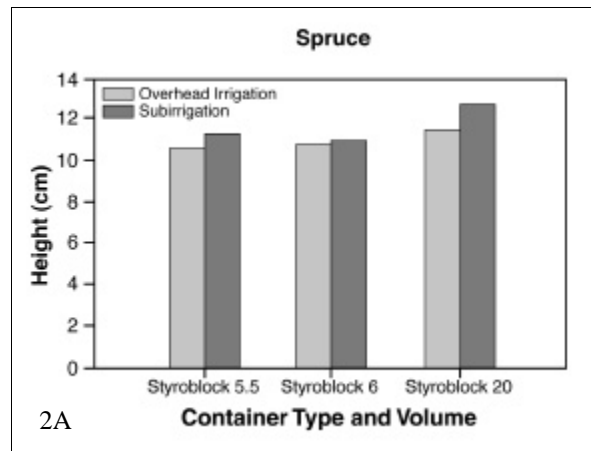 Spruce
14
12
10
8
6
4
2
0
Overhead Irrigation
Subirrigation
Height (cm)
Styroblock 5.5 Styroblock 6 Styroblock 20
Container Type and Volume
2A